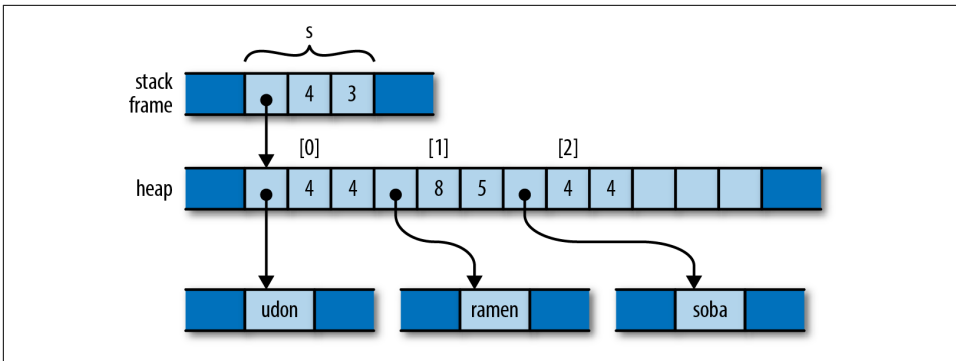 s
stack frame
4 3
[0] [1] [2]
heap
4 4 8 5 4 4
udon ramen soba